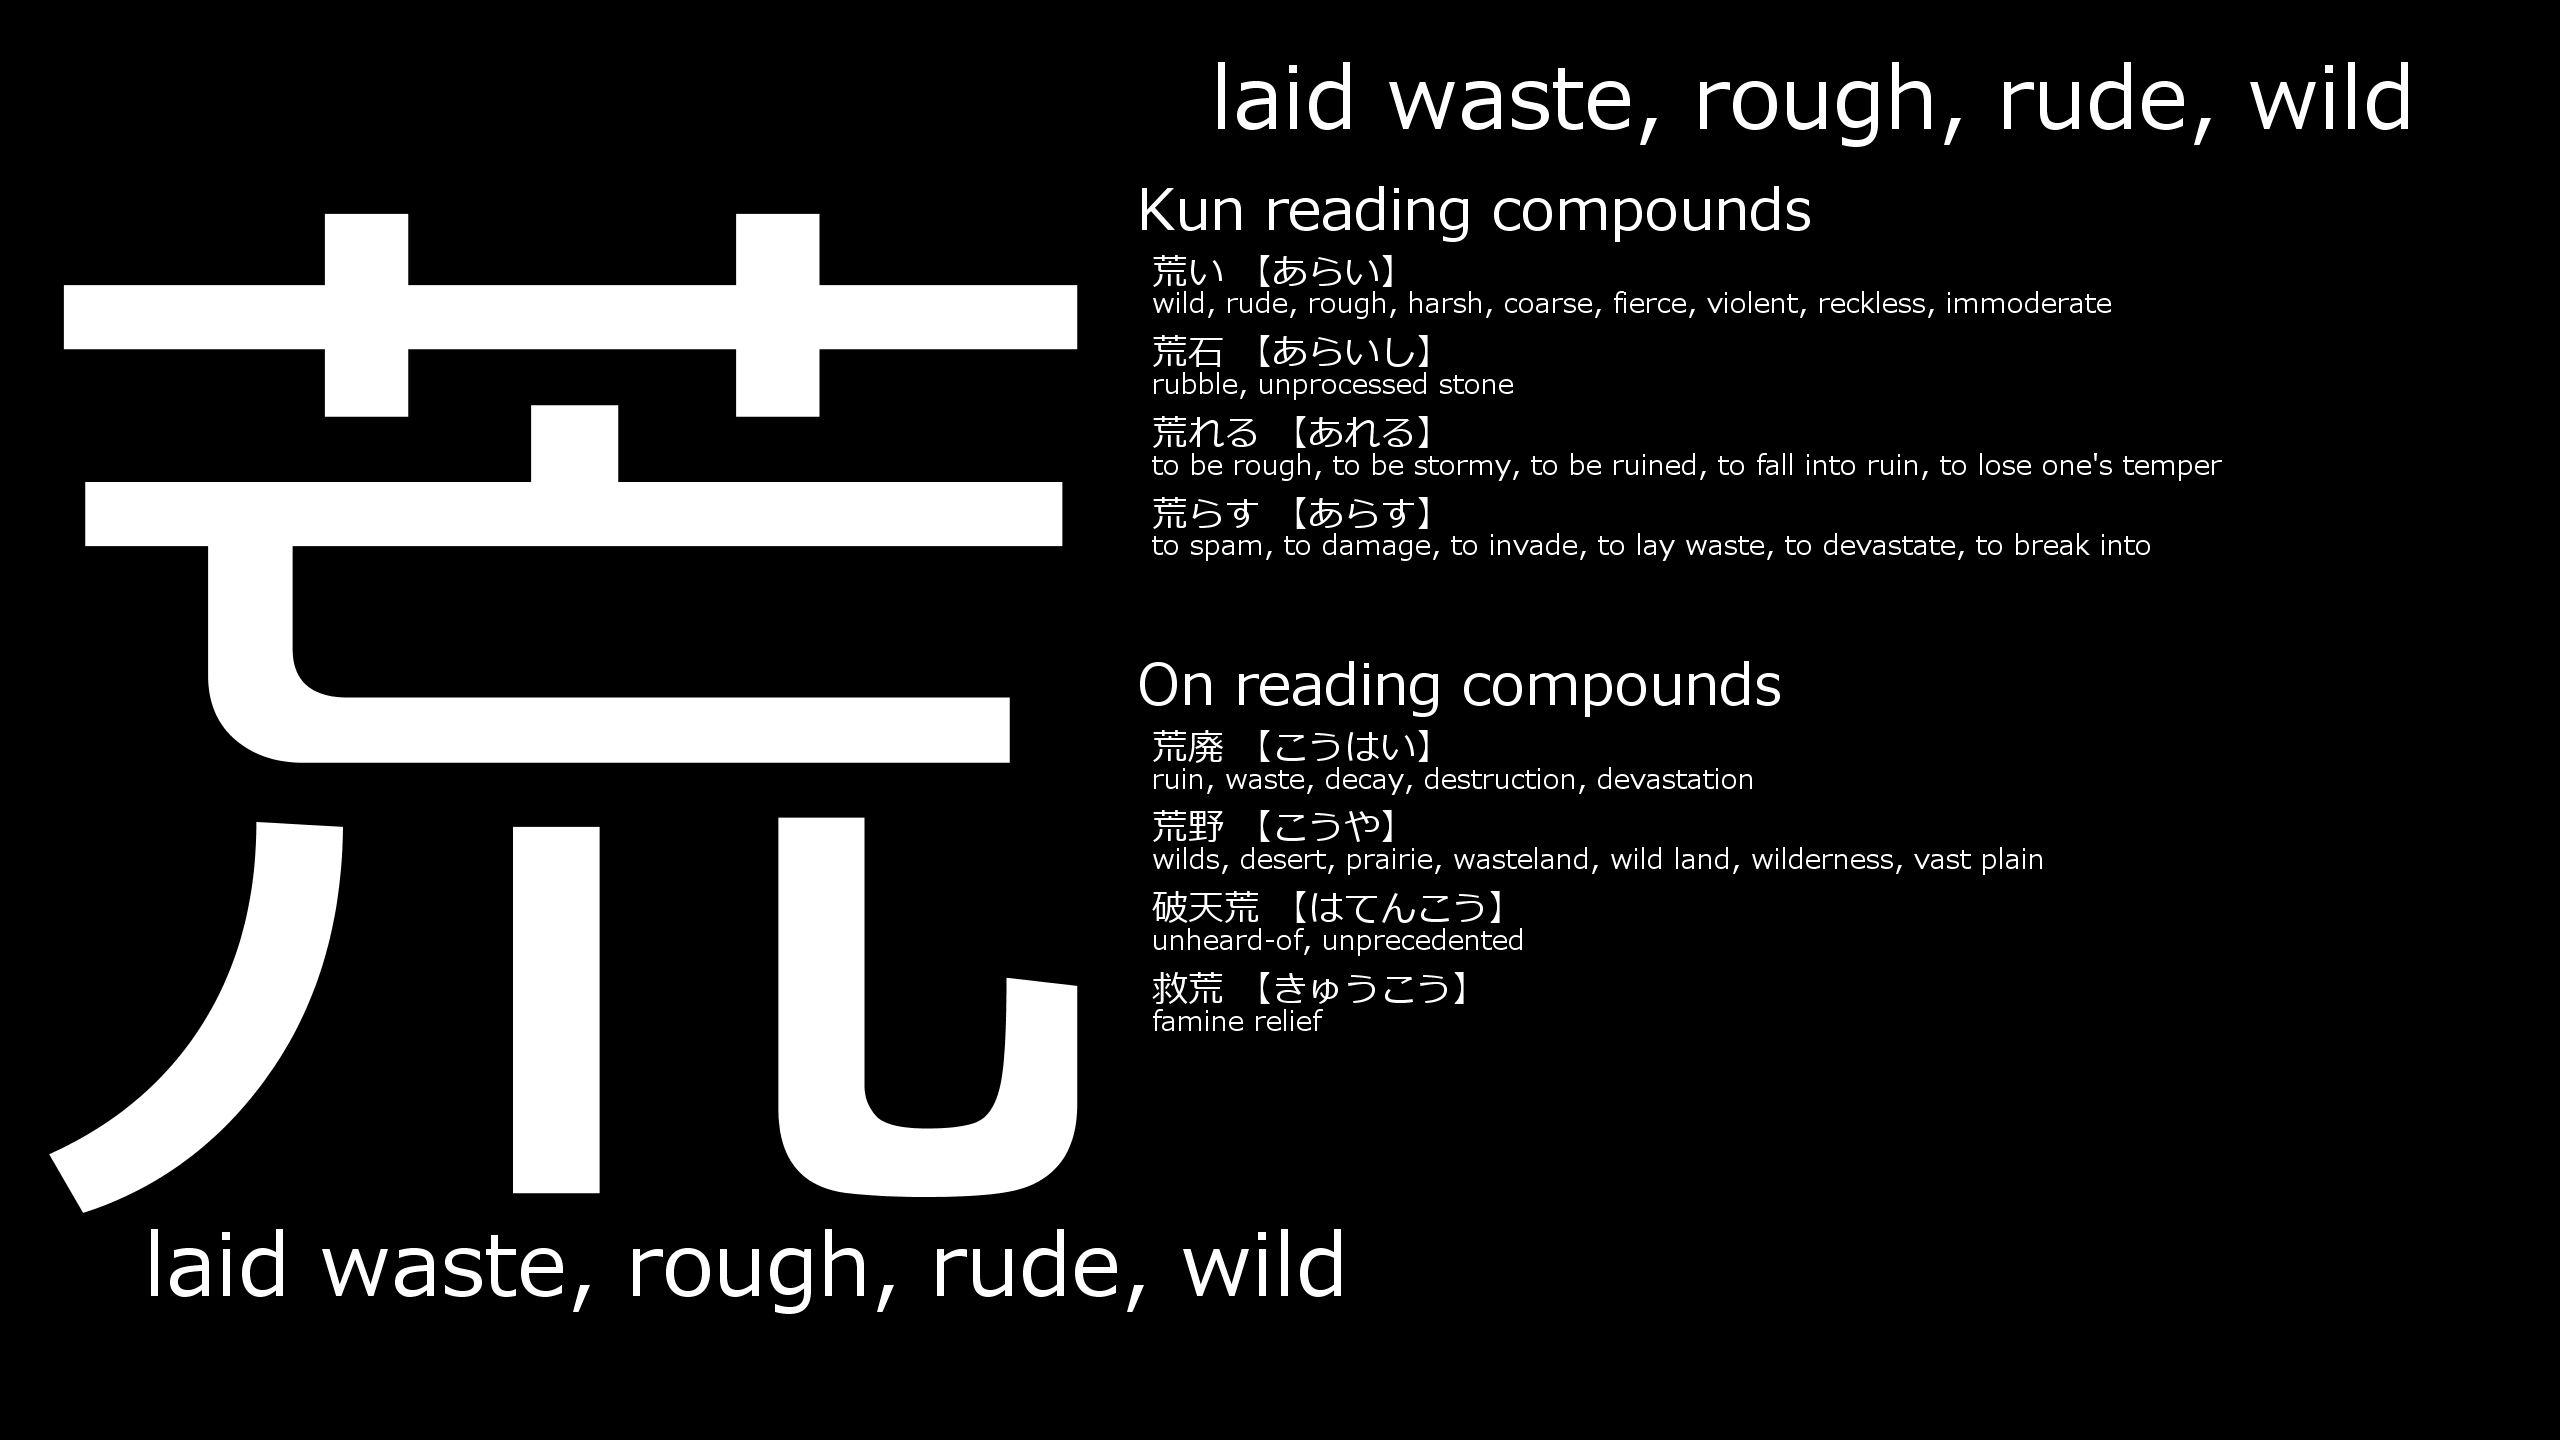 荒
laid waste, rough, rude, wild
laid waste, rough, rude, wild
Kun reading compounds
荒い 【あらい】
wild, rude, rough, harsh, coarse, fierce, violent, reckless, immoderate
荒石 【あらいし】
rubble, unprocessed stone
荒れる 【あれる】
to be rough, to be stormy, to be ruined, to fall into ruin, to lose one's temper
荒らす 【あらす】
to spam, to damage, to invade, to lay waste, to devastate, to break into
On reading compounds
荒廃 【こうはい】
ruin, waste, decay, destruction, devastation
荒野 【こうや】
wilds, desert, prairie, wasteland, wild land, wilderness, vast plain
破天荒 【はてんこう】
unheard-of, unprecedented
救荒 【きゅうこう】
famine relief